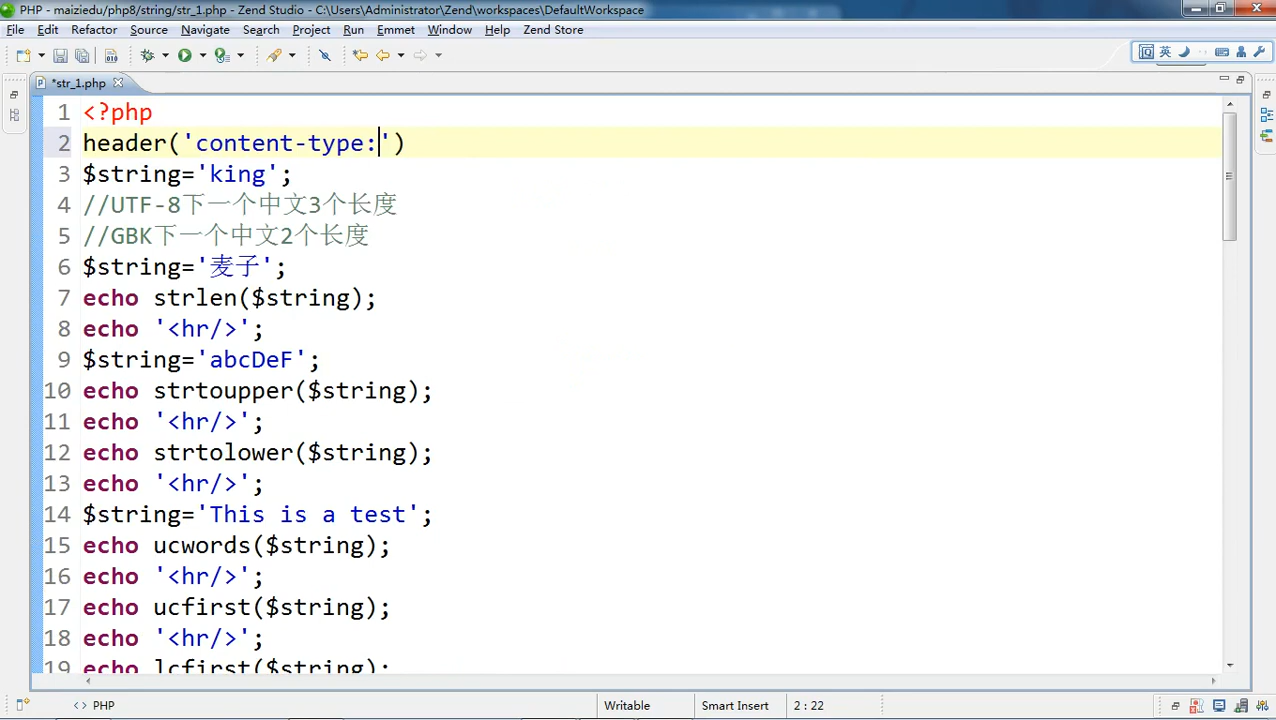 PHP - maiziedu/php8/string/str_1.php - Zend Studio - C:\Users\Administrator\Zend\workspaces\DefaultWorkspace
File Edit Refactor Source Navigate Search Project Run Emmet Window Help Zend Store
英
*str_1.php
1 <?php
2 header('content-type:')
3 $string='king';
4 //UTF-8下一个中文3个长度
5 //GBK下一个中文2个长度
6 $string='麦子';
7 echo strlen($string);
8 echo '<hr/>';
9 $string='abcDeF';
10 echo strtoupper($string);
11 echo '<hr/>';
12 echo strtolower($string);
13 echo '<hr/>';
14 $string='This is a test';
15 echo ucwords($string);
16 echo '<hr/>';
17 echo ucfirst($string);
18 echo '<hr/>';
19 echo lcfirst($string);
<> PHP Writable Smart Insert 2 : 22